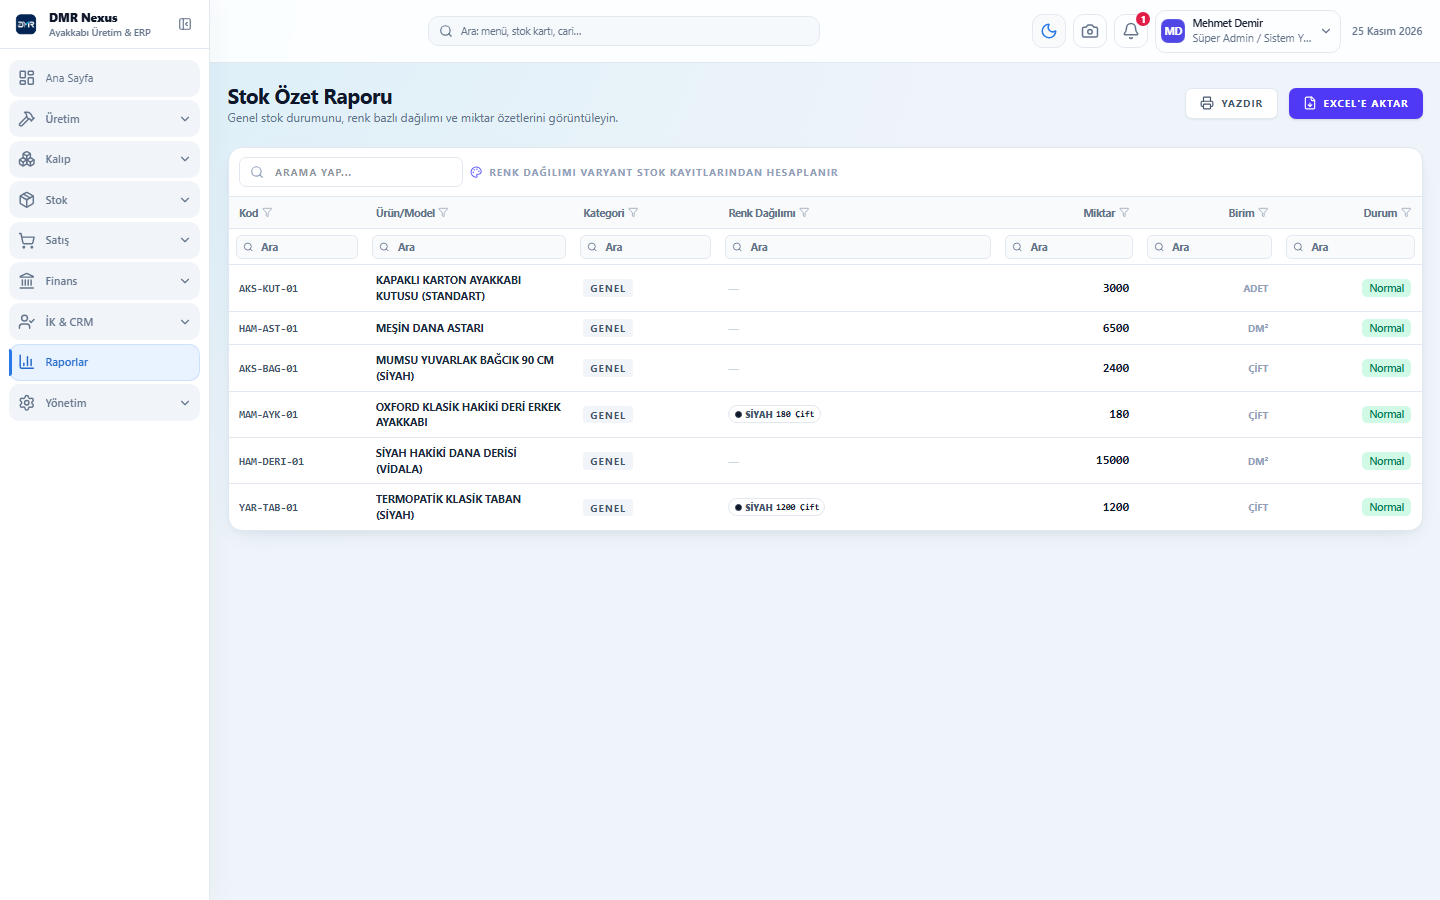 DMR Nexus
Ayakkabı Üretim & ERP
Ara: menü, stok kartı, cari...
1
MD
Mehmet Demir
Süper Admin / Sistem Y...
25 Kasım 2026
Ana Sayfa
Üretim
Kalıp
Stok
Satış
Finans
İK & CRM
Raporlar
Yönetim
Stok Özet Raporu
Genel stok durumunu, renk bazlı dağılımı ve miktar özetlerini görüntüleyin.
YAZDIR
EXCEL'E AKTAR
ARAMA YAP...
RENK DAĞILIMI VARYANT STOK KAYITLARINDAN HESAPLANIR
Kod Ürün/Model Kategori Renk Dağılımı Miktar Birim Durum
Ara Ara Ara Ara Ara Ara Ara
AKS-KUT-01 KAPAKLI KARTON AYAKKABI KUTUSU (STANDART) GENEL — 3000 ADET Normal
HAM-AST-01 MEŞİN DANA ASTARI GENEL — 6500 DM² Normal
AKS-BAG-01 MUMSU YUVARLAK BAĞCIK 90 CM (SİYAH) GENEL — 2400 ÇİFT Normal
MAM-AYK-01 OXFORD KLASİK HAKİKİ DERİ ERKEK AYAKKABI GENEL SİYAH 180 Çift 180 ÇİFT Normal
HAM-DERI-01 SİYAH HAKİKİ DANA DERİSİ (VİDALA) GENEL — 15000 DM² Normal
YAR-TAB-01 TERMOPATİK KLASİK TABAN (SİYAH) GENEL SİYAH 1200 Çift 1200 ÇİFT Normal